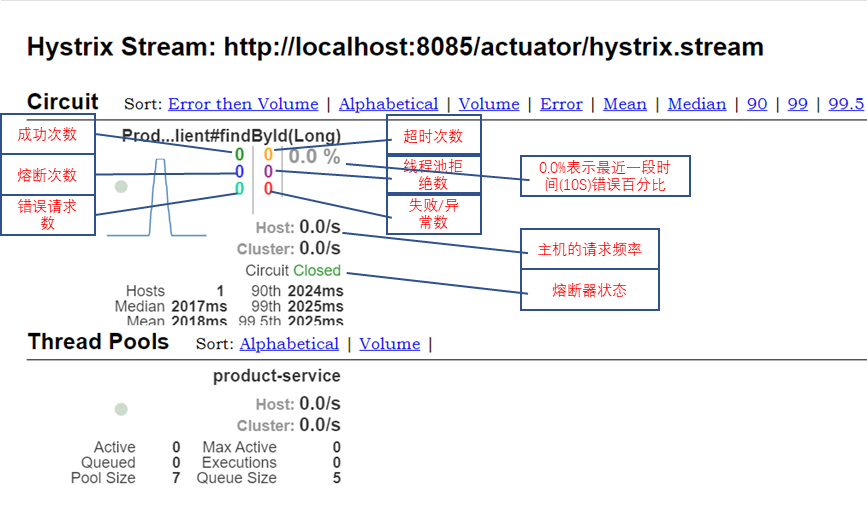 Hystrix Stream: http://localhost:8085/actuator/hystrix.stream
Circuit Sort: Error then Volume | Alphabetical | Volume | Error | Mean | Median | 90 | 99 | 99.5
成功次数
熔断次数
错误请求
数
Prod...lient#findById(Long)
0 0 0.0 %
0 0
0 0
超时次数
线程池拒
绝数
失败/异
常数
0.0%表示最近一段时
间(10S)错误百分比
Host: 0.0/s
Cluster: 0.0/s
Circuit Closed
主机的请求频率
熔断器状态
Hosts 1 90th 2024ms
Median 2017ms 99th 2025ms
Mean 2018ms 99.5th 2025ms
Thread Pools Sort: Alphabetical | Volume |
product-service
Host: 0.0/s
Cluster: 0.0/s
Active 0 Max Active 0
Queued 0 Executions 0
Pool Size 7 Queue Size 5